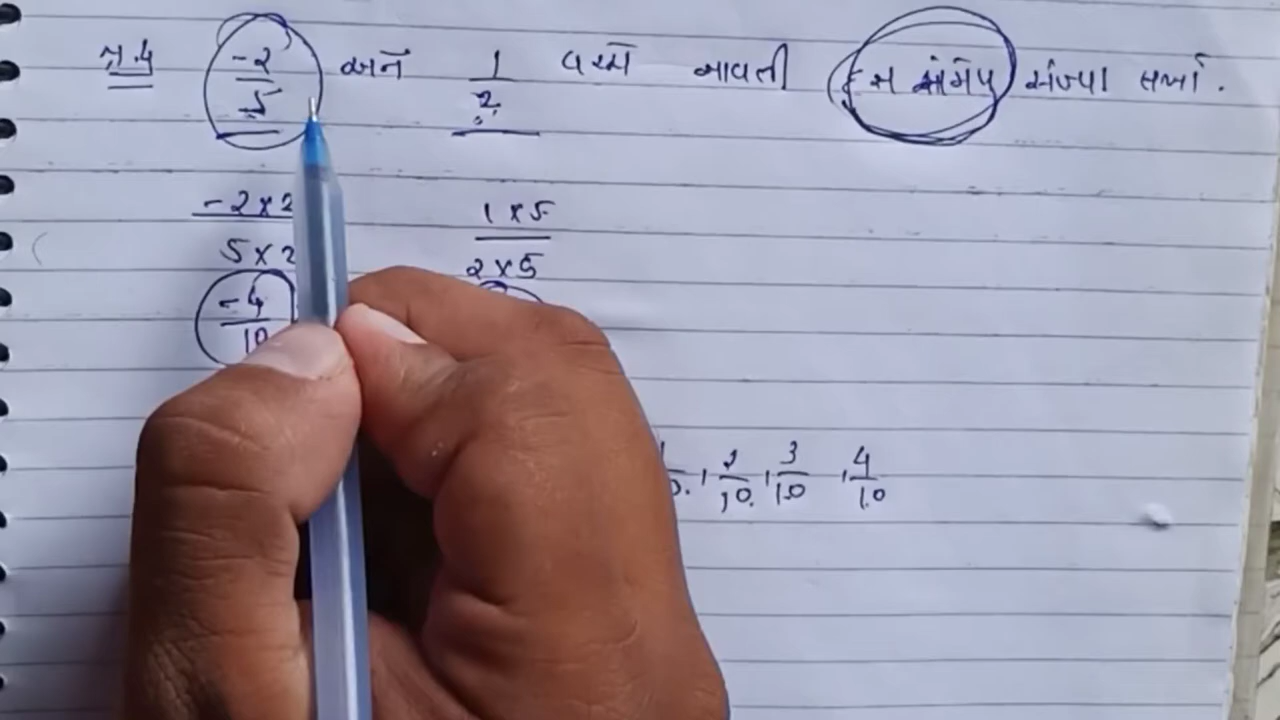 પ્ર.4 -2/5 અને 1/2 વચ્ચે આવતી દસ સંમેય સંખ્યા લખો.
-2 x 2 1 x 5
5 x 2 2 x 5
-4/10
2/10, 3/10, 4/10